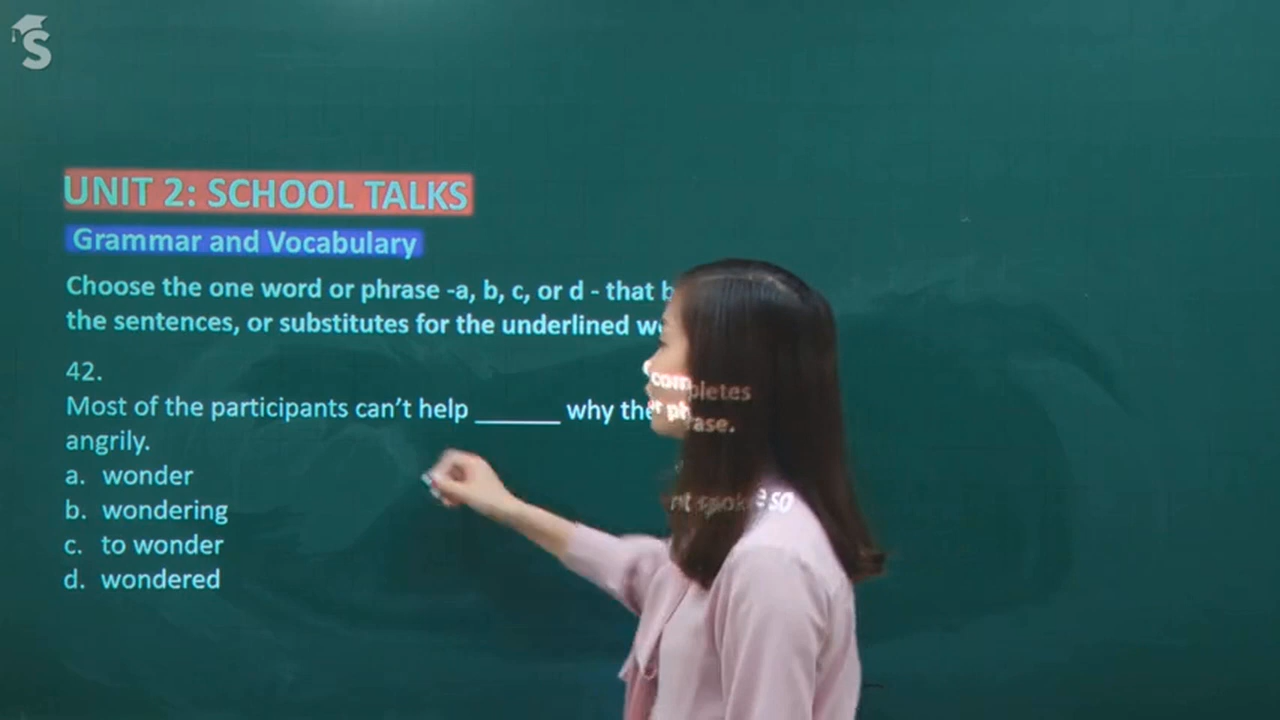 S
UNIT 2: SCHOOL TALKS
Grammar and Vocabulary
Choose the one word or phrase -a, b, c, or d - that b completes
the sentences, or substitutes for the underlined w or phrase.
42.
Most of the participants can't help ______ why the spoke so
angrily.
a. wonder
b. wondering
c. to wonder
d. wondered